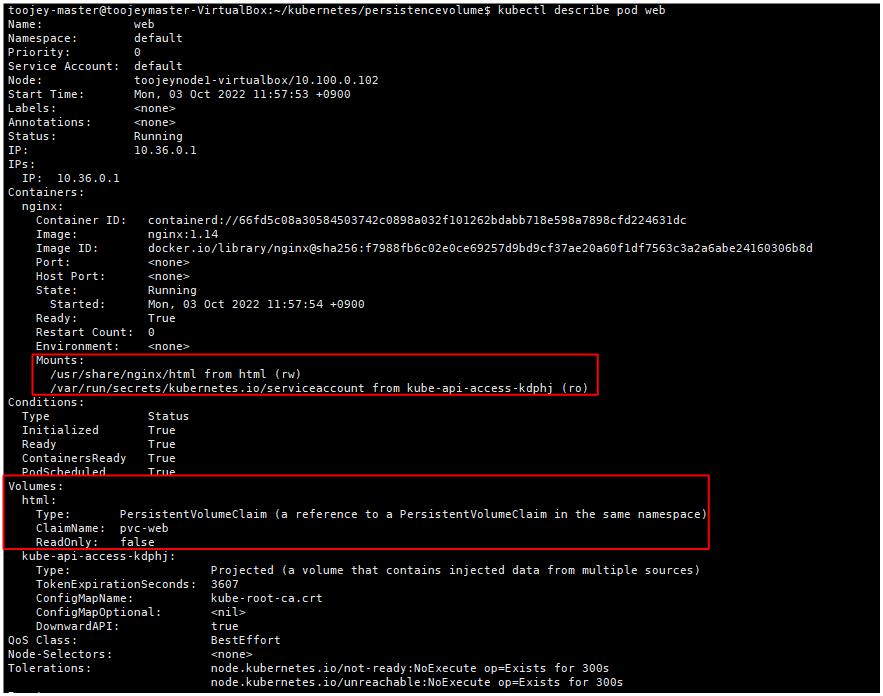 toojey-master@toojeymaster-VirtualBox:~/kubernetes/persistencevolume$ kubectl describe pod web
Name:             web
Namespace:        default
Priority:         0
Service Account:  default
Node:             toojeynode1-virtualbox/10.100.0.102
Start Time:       Mon, 03 Oct 2022 11:57:53 +0900
Labels:           <none>
Annotations:      <none>
Status:           Running
IP:               10.36.0.1
IPs:
  IP:  10.36.0.1
Containers:
  nginx:
    Container ID:   containerd://66fd5c08a30584503742c0898a032f101262bdabb718e598a7898cfd224631dc
    Image:          nginx:1.14
    Image ID:       docker.io/library/nginx@sha256:f7988fb6c02e0ce69257d9bd9cf37ae20a60f1df7563c3a2a6abe24160306b8d
    Port:           <none>
    Host Port:      <none>
    State:          Running
      Started:      Mon, 03 Oct 2022 11:57:54 +0900
    Ready:          True
    Restart Count:  0
    Environment:    <none>
    Mounts:
      /usr/share/nginx/html from html (rw)
      /var/run/secrets/kubernetes.io/serviceaccount from kube-api-access-kdphj (ro)
Conditions:
  Type              Status
  Initialized       True
  Ready             True
  ContainersReady   True
  PodScheduled      True
Volumes:
  html:
    Type:       PersistentVolumeClaim (a reference to a PersistentVolumeClaim in the same namespace)
    ClaimName:  pvc-web
    ReadOnly:   false
  kube-api-access-kdphj:
    Type:                    Projected (a volume that contains injected data from multiple sources)
    TokenExpirationSeconds:  3607
    ConfigMapName:           kube-root-ca.crt
    ConfigMapOptional:       <nil>
    DownwardAPI:             true
QoS Class:                   BestEffort
Node-Selectors:              <none>
Tolerations:                 node.kubernetes.io/not-ready:NoExecute op=Exists for 300s
                             node.kubernetes.io/unreachable:NoExecute op=Exists for 300s